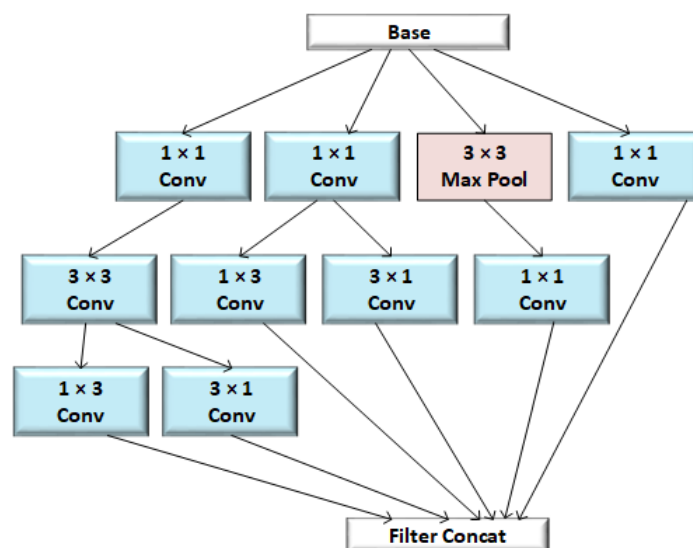 Base
1 × 1
Conv
1 × 1
Conv
3 × 3
Max Pool
1 × 1
Conv
3 × 3
Conv
1 × 3
Conv
3 × 1
Conv
1 × 1
Conv
1 × 3
Conv
3 × 1
Conv
Filter Concat